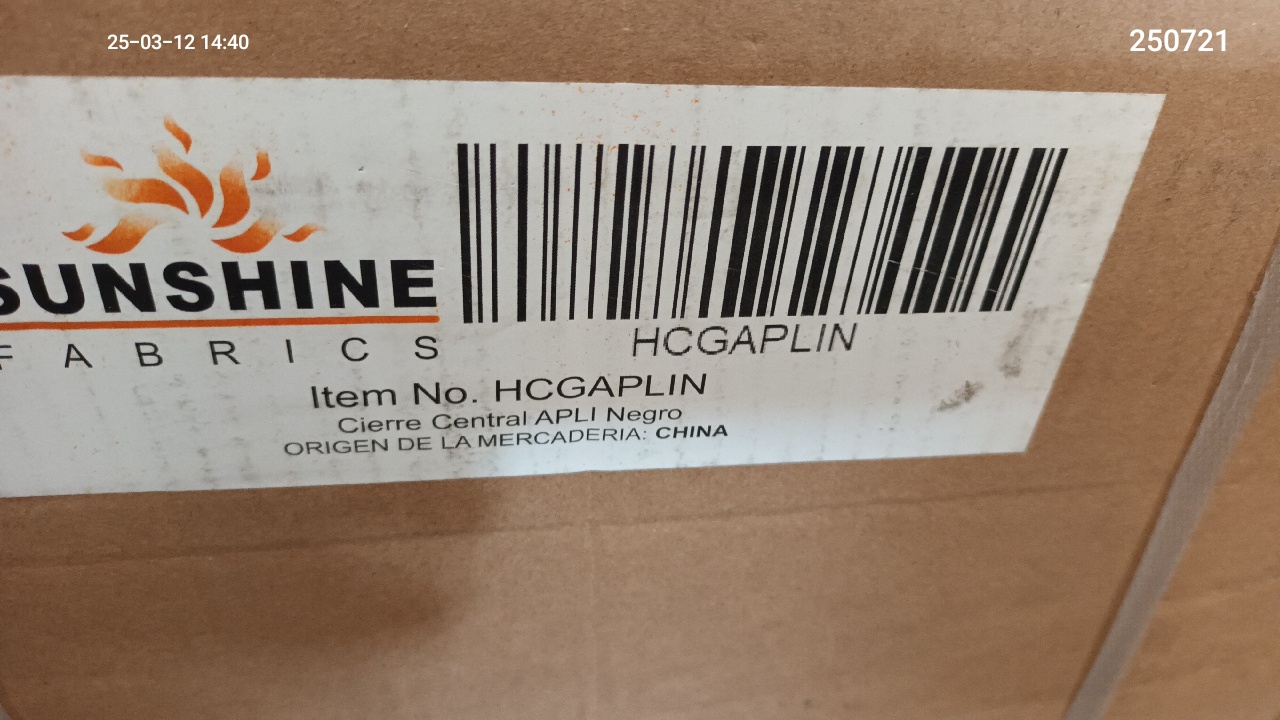 25-03-12 14:40
250721
SUNSHINE
FABRICS
HCGAPLIN
Item No. HCGAPLIN
Cierre Central APLI Negro
ORIGEN DE LA MERCADERIA: CHINA